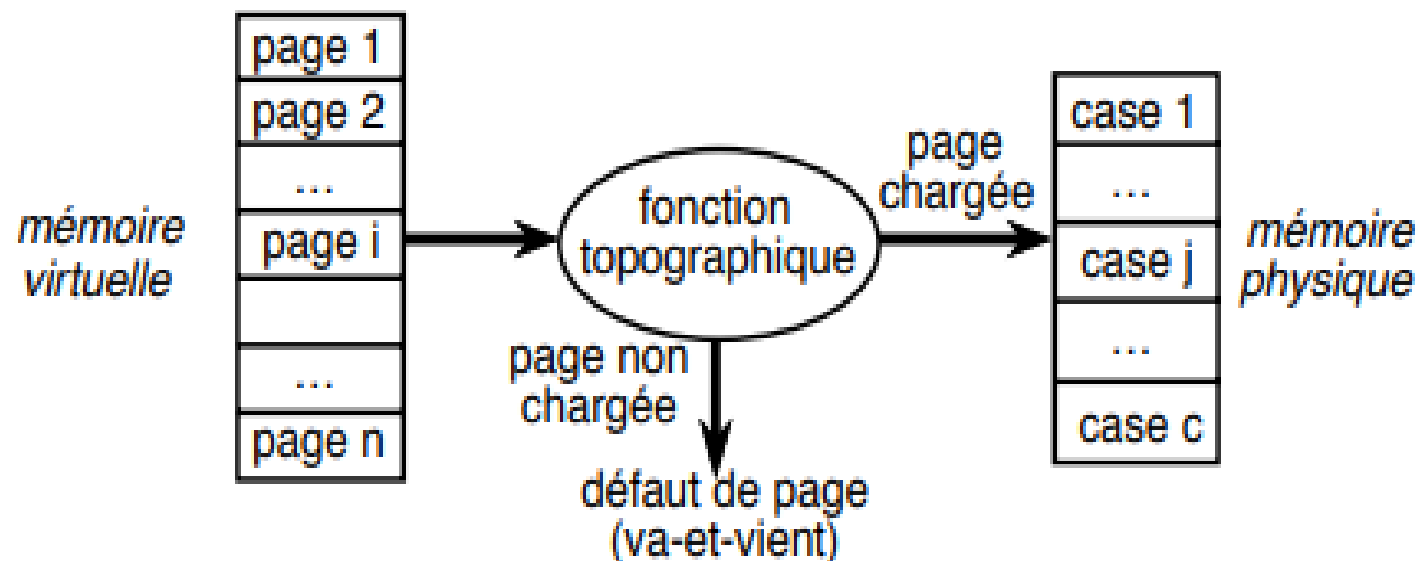 mémoire
virtuelle
page 1
page 2
...
page i
...
page n
fonction
topographique
page
chargée
page non
chargée
défaut de page
(va-et-vient)
case 1
...
case j
...
case c
mémoire
physique